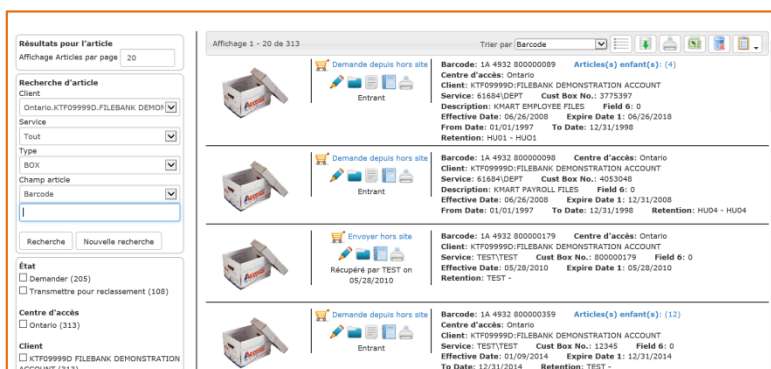 Résultats pour l'article
Affichage Articles par page 20
Recherche d'article
Client
Ontario.KTF09999D.FILEBANK DEMON
Service
Tout
Type
BOX
Champ article
Barcode
Recherche Nouvelle recherche
État
Demander (205)
Transmettre pour reclassement (108)
Centre d'accès
Ontario (313)
Client
KTF09999D FILEBANK DEMONSTRATION
ACCOUNT (313)
Affichage 1 - 20 de 313
Trier par Barcode
Demande depuis hors site
Entrant
Barcode: 1A 4932 800000089 Articles(s) enfant(s): (4)
Centre d'accès: Ontario
Client: KTF09999D:FILEBANK DEMONSTRATION ACCOUNT
Service: 61684\DEPT Cust Box No.: 3775397
Description: KMART EMPLOYEE FILES Field 6: 0
Effective Date: 06/26/2008 Expire Date 1: 06/26/2018
From Date: 01/01/1997 To Date: 12/31/1998
Retention: HU01 - HUO1
Demande depuis hors site
Entrant
Barcode: 1A 4932 800000098 Centre d'accès: Ontario
Client: KTF09999D:FILEBANK DEMONSTRATION ACCOUNT
Service: 61684\DEPT Cust Box No.: 4053048
Description: KMART PAYROLL FILES Field 6: 0
Effective Date: 06/26/2008 Expire Date 1: 12/31/2008
From Date: 01/01/1997 To Date: 12/31/1998 Retention: HU04 - HU04
Envoyer hors site
Récupéré par TEST on
05/28/2010
Barcode: 1A 4932 800000179 Centre d'accès: Ontario
Client: KTF09999D:FILEBANK DEMONSTRATION ACCOUNT
Service: TEST\TEST Cust Box No.: 800000179 Field 6: 0
Effective Date: 05/28/2010 Expire Date 1: 05/28/2010
Retention: TEST -
Demande depuis hors site
Entrant
Barcode: 1A 4932 800000359 Articles(s) enfant(s): (12)
Centre d'accès: Ontario
Client: KTF09999D:FILEBANK DEMONSTRATION ACCOUNT
Service: TEST\TEST Cust Box No.: 12345 Field 6: 0
Effective Date: 01/09/2014 Expire Date 1: 12/31/2014
To Date: 12/31/2014 Retention: TEST -